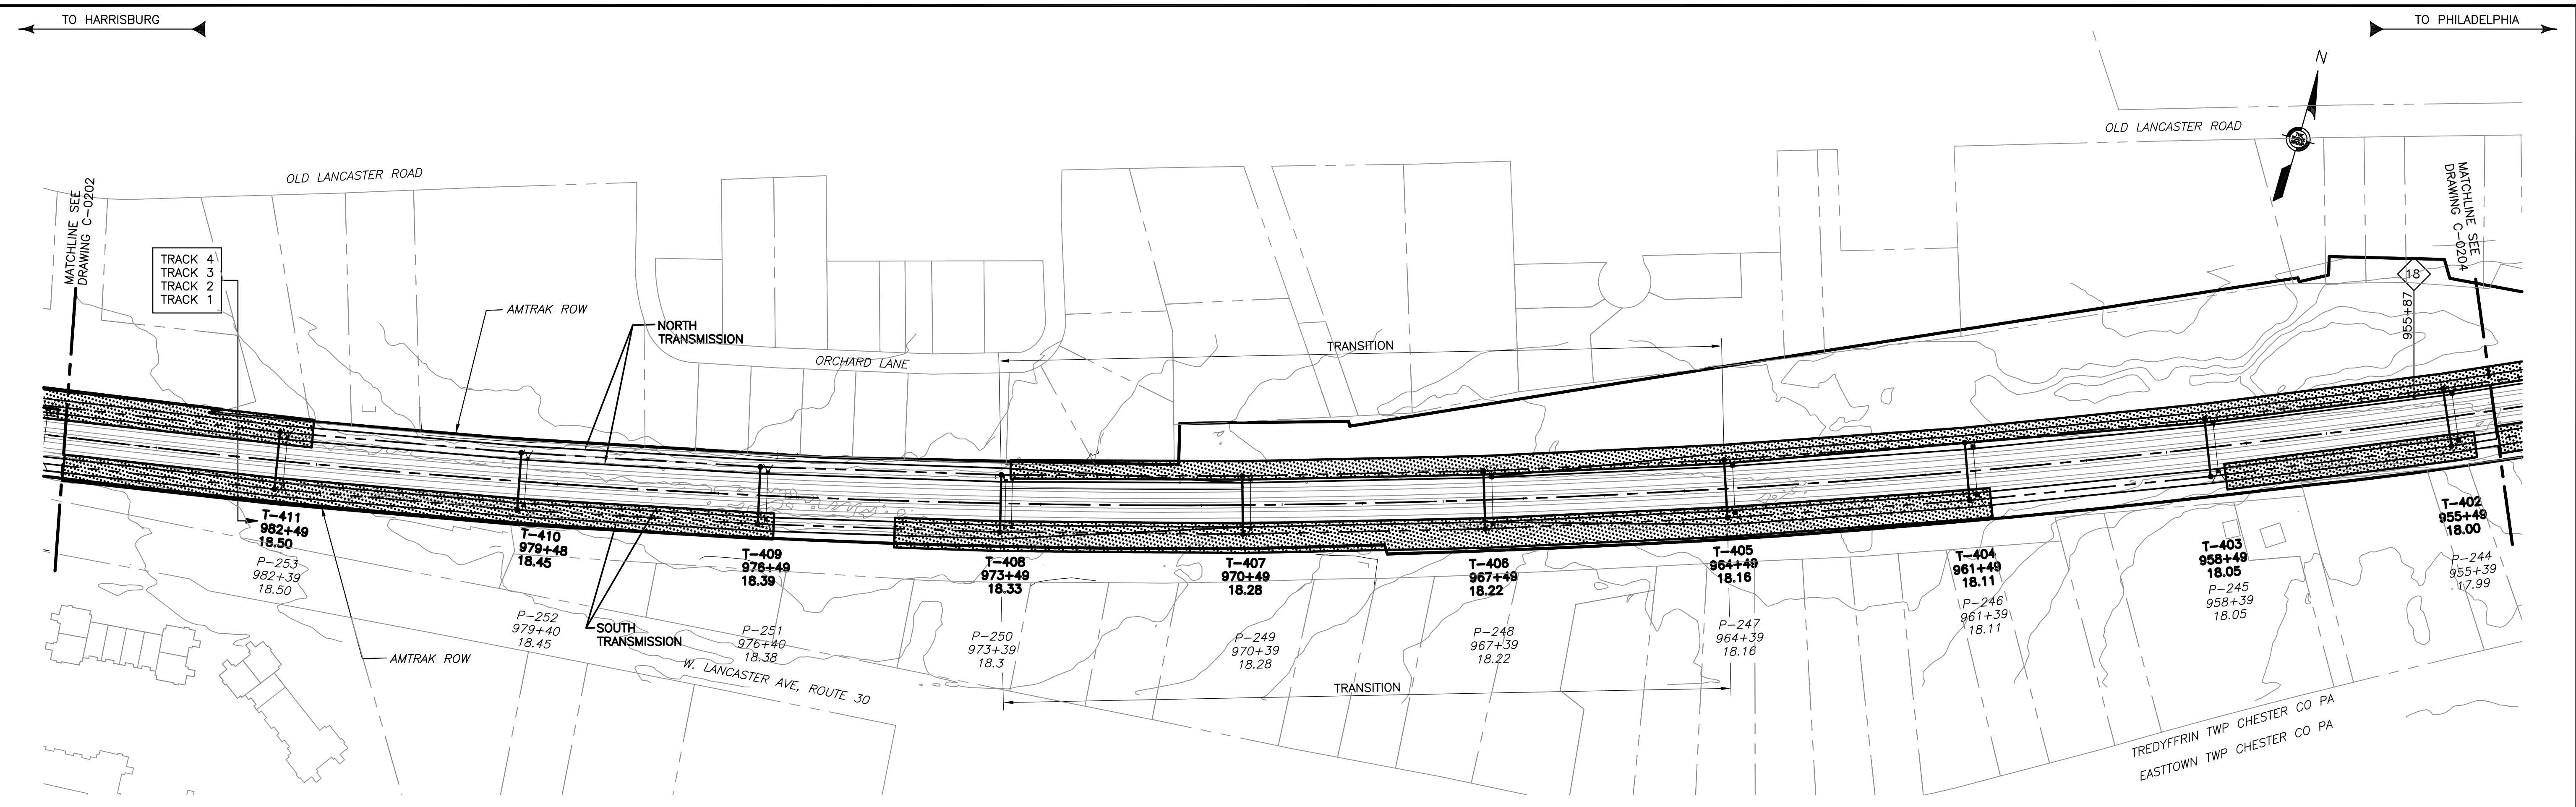 TO HARRISBURG
TO PHILADELPHIA
N
OLD LANCASTER ROAD
OLD LANCASTER ROAD
MATCHLINE SEE
DRAWING C-0202
MATCHLINE SEE
DRAWING C-0204
TRACK 4
TRACK 3
TRACK 2
TRACK 1
AMTRAK ROW
NORTH
TRANSMISSION
ORCHARD LANE
TRANSITION
18
955+87
T-411
982+49
18.50
P-253
982+39
18.50
T-410
979+48
18.45
P-252
979+40
18.45
T-409
976+49
18.39
P-251
976+40
18.38
T-408
973+49
18.33
P-250
973+39
18.3
T-407
970+49
18.28
P-249
970+39
18.28
T-406
967+49
18.22
P-248
967+39
18.22
T-405
964+49
18.16
P-247
964+39
18.16
T-404
961+49
18.11
P-246
961+39
18.11
T-403
958+49
18.05
P-245
958+39
18.05
T-402
955+49
18.00
P-244
955+39
17.99
SOUTH
TRANSMISSION
AMTRAK ROW
W. LANCASTER AVE, ROUTE 30
TRANSITION
TREDYFFRIN TWP CHESTER CO PA
EASTTOWN TWP CHESTER CO PA